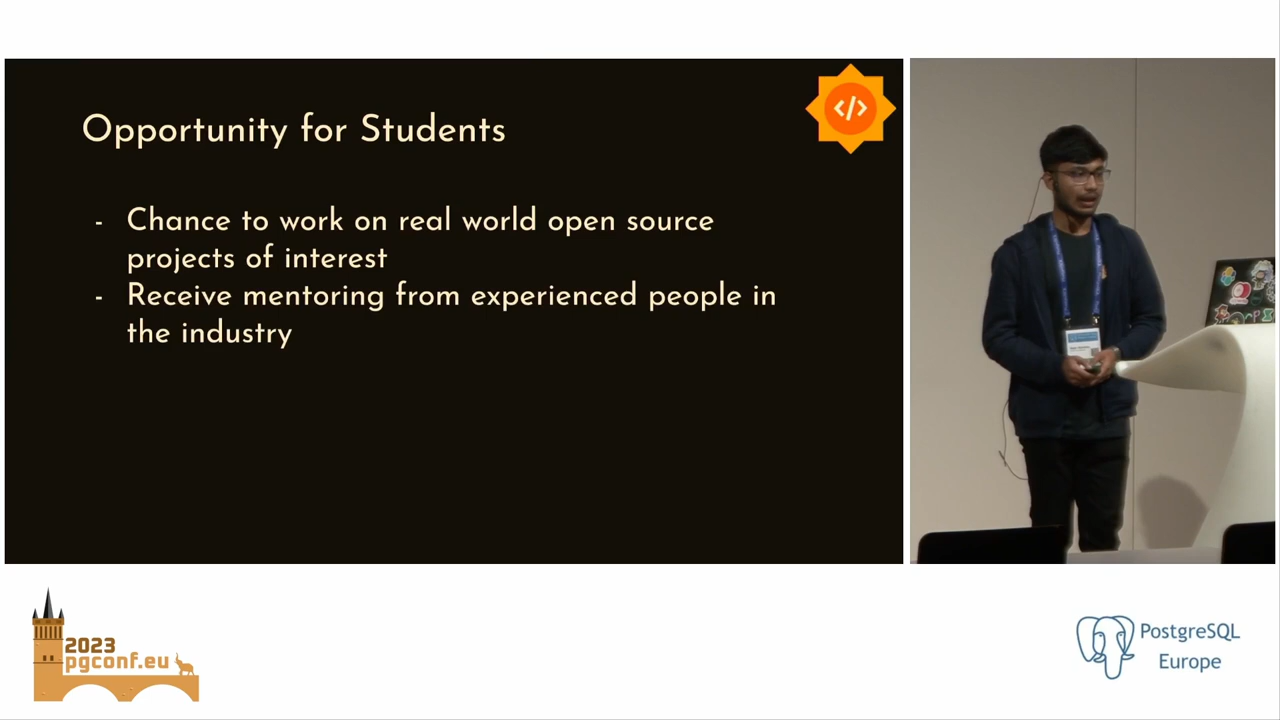 Opportunity for Students
</>
- Chance to work on real world open source
projects of interest
- Receive mentoring from experienced people in
the industry
2023
pgconf.eu
PostgreSQL
Europe